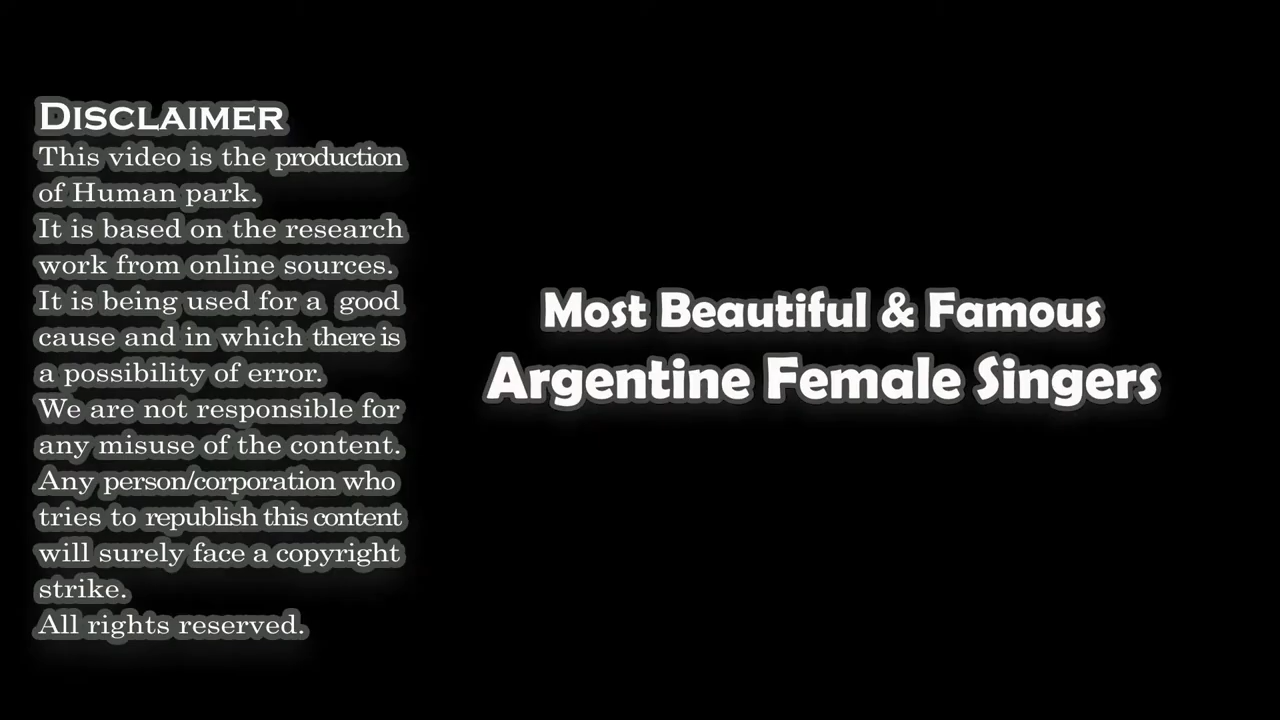 DISCLAIMER
This video is the production
of Human park.
It is based on the research
work from online sources.
It is being used for a good
cause and in which there is
a possibility of error.
We are not responsible for
any misuse of the content.
Any person/corporation who
tries to republish this content
will surely face a copyright
strike.
All rights reserved.
Most Beautiful & Famous
Argentine Female Singers